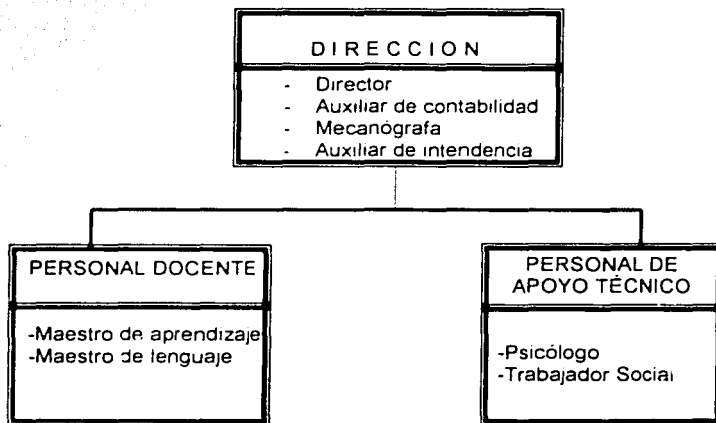 DIRECCION
- Director
- Auxiliar de contabilidad
- Mecanógrafa
- Auxiliar de intendencia
PERSONAL DOCENTE
-Maestro de aprendizaje
-Maestro de lenguaje
PERSONAL DE
APOYO TÉCNICO
-Psicólogo
-Trabajador Social